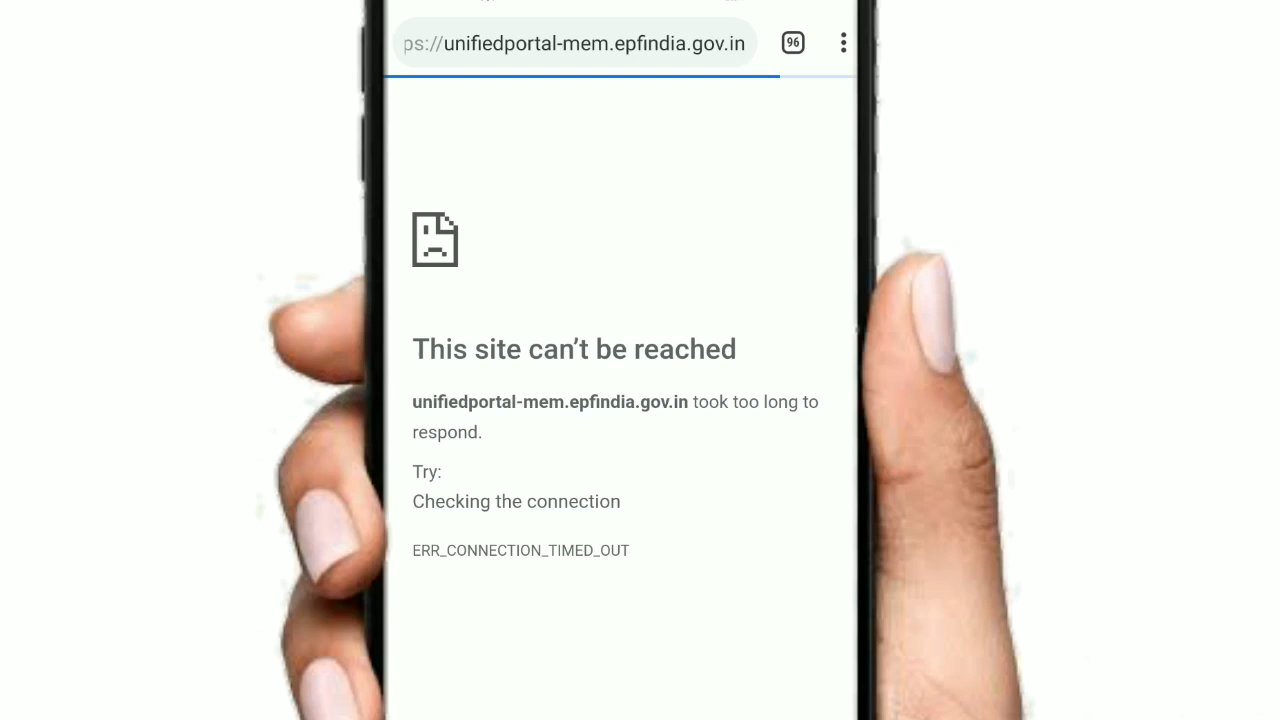 ps://unifiedportal-mem.epfindia.gov.in
96
This site can't be reached
unifiedportal-mem.epfindia.gov.in took too long to
respond.
Try:
Checking the connection
ERR_CONNECTION_TIMED_OUT